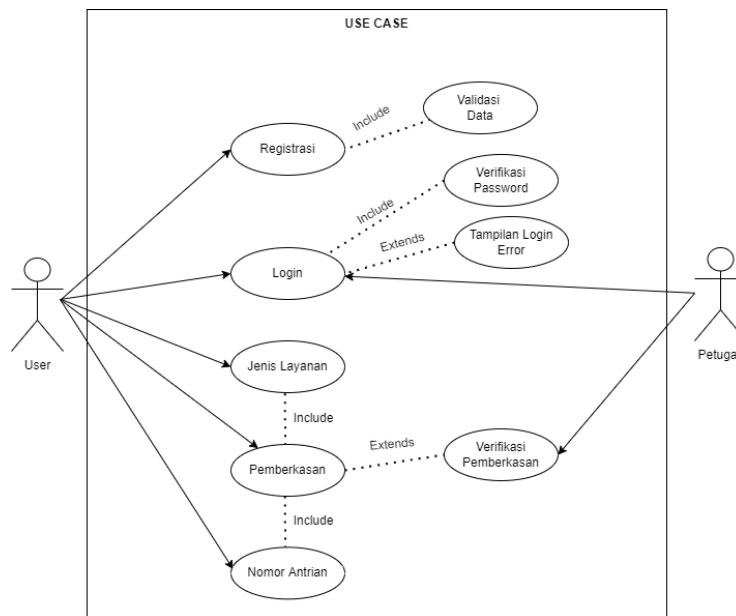 USE CASE
Validasi
Data
Include
Registrasi
Verifikasi
Password
Include
Tampilan Login
Error
Extends
Login
User
Petuga
Jenis Layanan
Include
Extends
Verifikasi
Pemberkasan
Pemberkasan
Include
Nomor Antrian